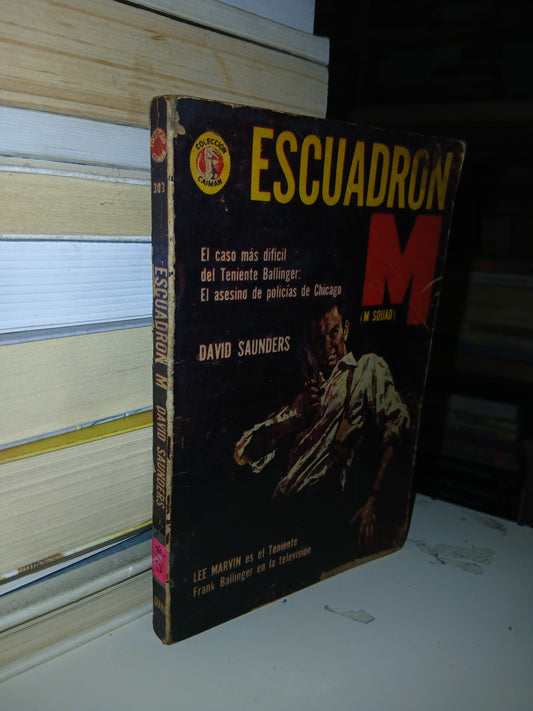 COLECCION
CAIMAN
ESCUADRON
M
(M SQUAD)
El caso más difícil
del Teniente Ballinger:
El asesino de policías de Chicago
DAVID SAUNDERS
LEE MARVIN es el Teniente
Frank Ballinger en la televisión
303
ESCUADRON M DAVID SAUNDERS